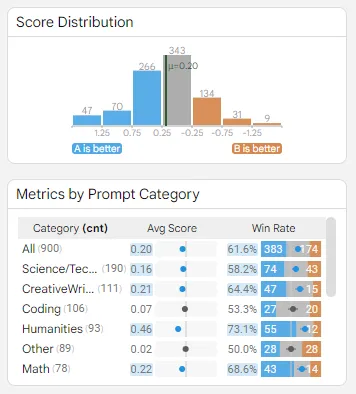 Score Distribution
343
μ=0.20
266
134
47
70
31
9
1.25 0.75 0.25 -0.25 -0.75 -1.25
A is better B is better
Metrics by Prompt Category
Category (cnt) Avg Score Win Rate
All (900) 0.20 61.6% 383 174
Science/Tec... (190) 0.16 58.2% 74 43
CreativeWri... (111) 0.21 64.4% 47 15
Coding (106) 0.07 53.3% 27 20
Humanities (93) 0.46 73.1% 55 12
Other (89) 0.02 50.0% 28 28
Math (78) 0.22 68.6% 43 14